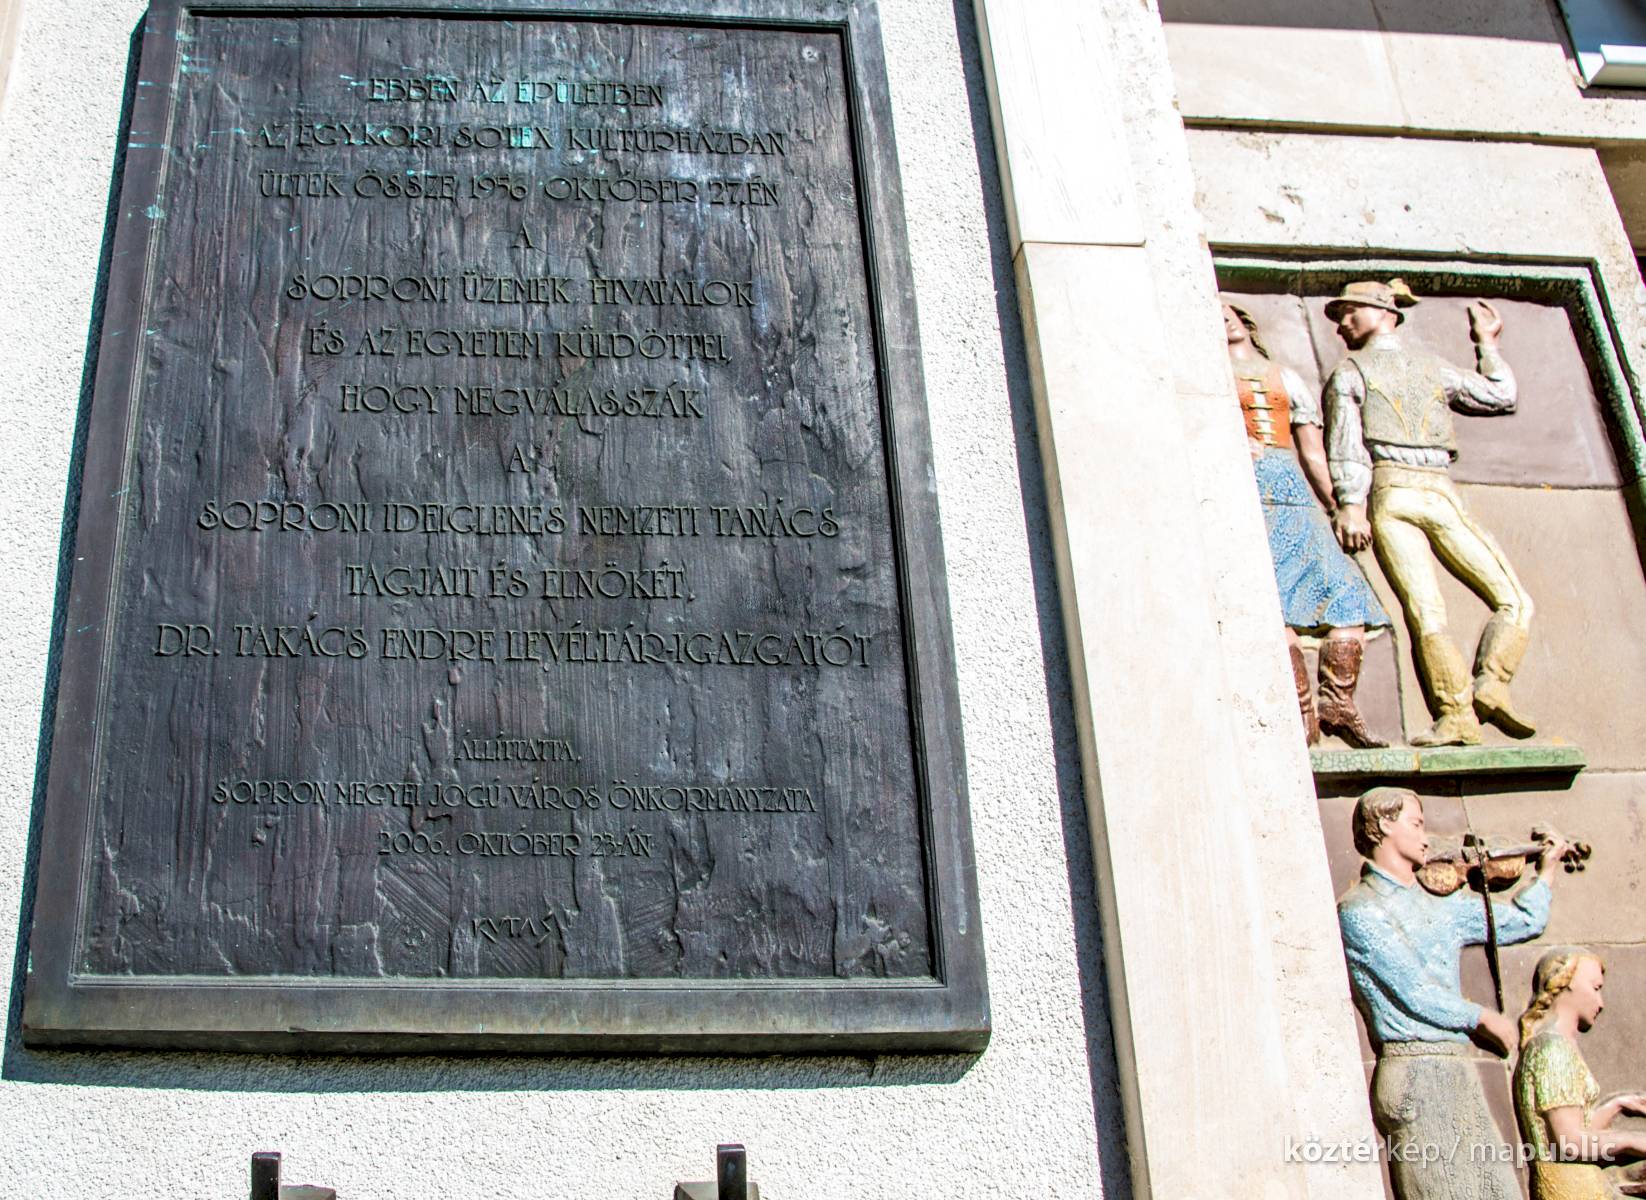 EBBEN AZ ÉPÜLETBEN
AZ EGYKORI SOTEX KULTÚRHÁZBAN
ÜLTEK ÖSSZE 1956 OKTÓBER 27.ÉN
A
SOPRONI ÜZEMEK, HIVATALOK
ÉS AZ EGYETEM KÜLDÖTTEI,
HOGY MEGVÁLASSZÁK
A
SOPRONI IDEIGLENES NEMZETI TANÁCS
TAGJAIT ÉS ELNÖKÉT,
DR. TAKÁCS ENDRE LEVÉLTÁR-IGAZGATÓT
ÁLLÍTTATTA,
SOPRON MEGYEI JOGÚ VÁROS ÖNKORMÁNYZATA
2006. OKTÓBER 23-ÁN
KUTAS
köztérkép / mapublic